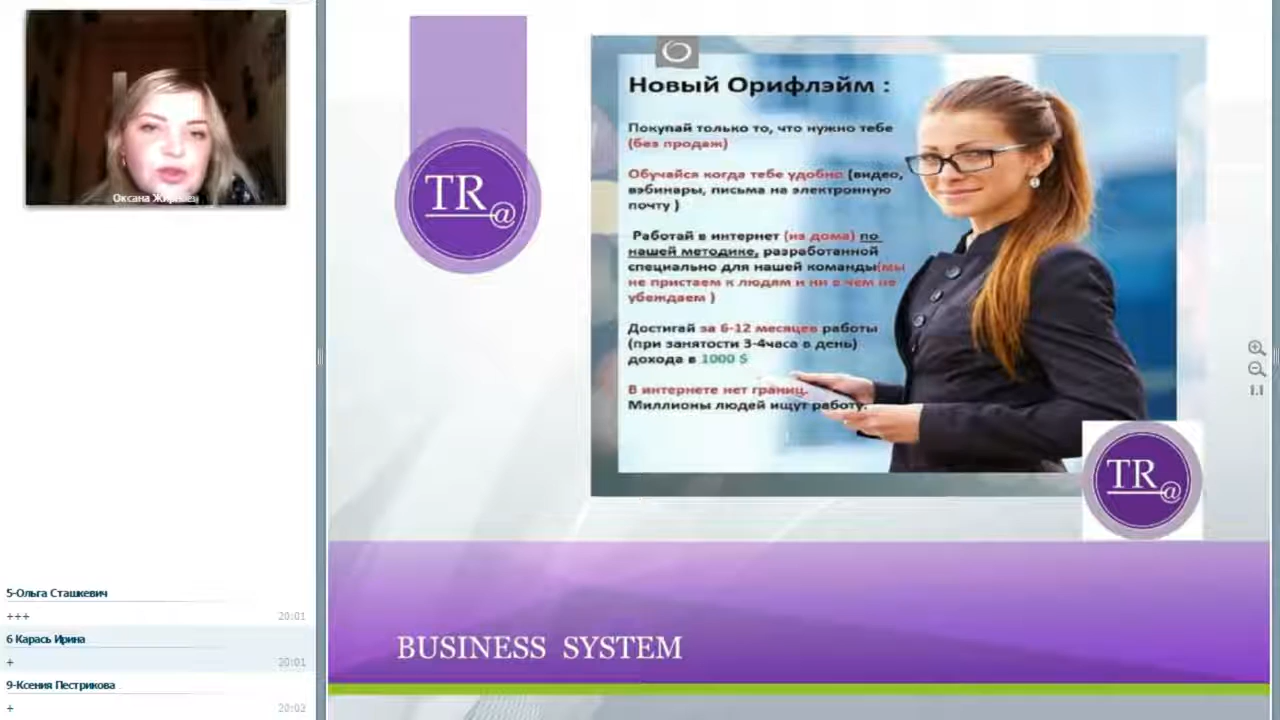 Оксана
5-Ольга Сташкевич
+++
20:01
6 Карась Ирина
+
20:01
9-Ксения Пестрикова
+
20:02
TR@
Новый Орифлэйм :
Покупай только то, что нужно тебе
(без продаж)
Обучайся когда тебе удобно (видео,
вэбинары, письма на электронную
почту )
Работай в интернет (из дома) по
нашей методике, разработанной
специально для нашей команды(мы
не пристаем к людям и ни в чем не
убеждаем )
Достигай за 6-12 месяцев работы
(при занятости 3-4часа в день)
дохода в 1000 $
В интернете нет границ.
Миллионы людей ищут работу.
TR@
BUSINESS SYSTEM
1:1